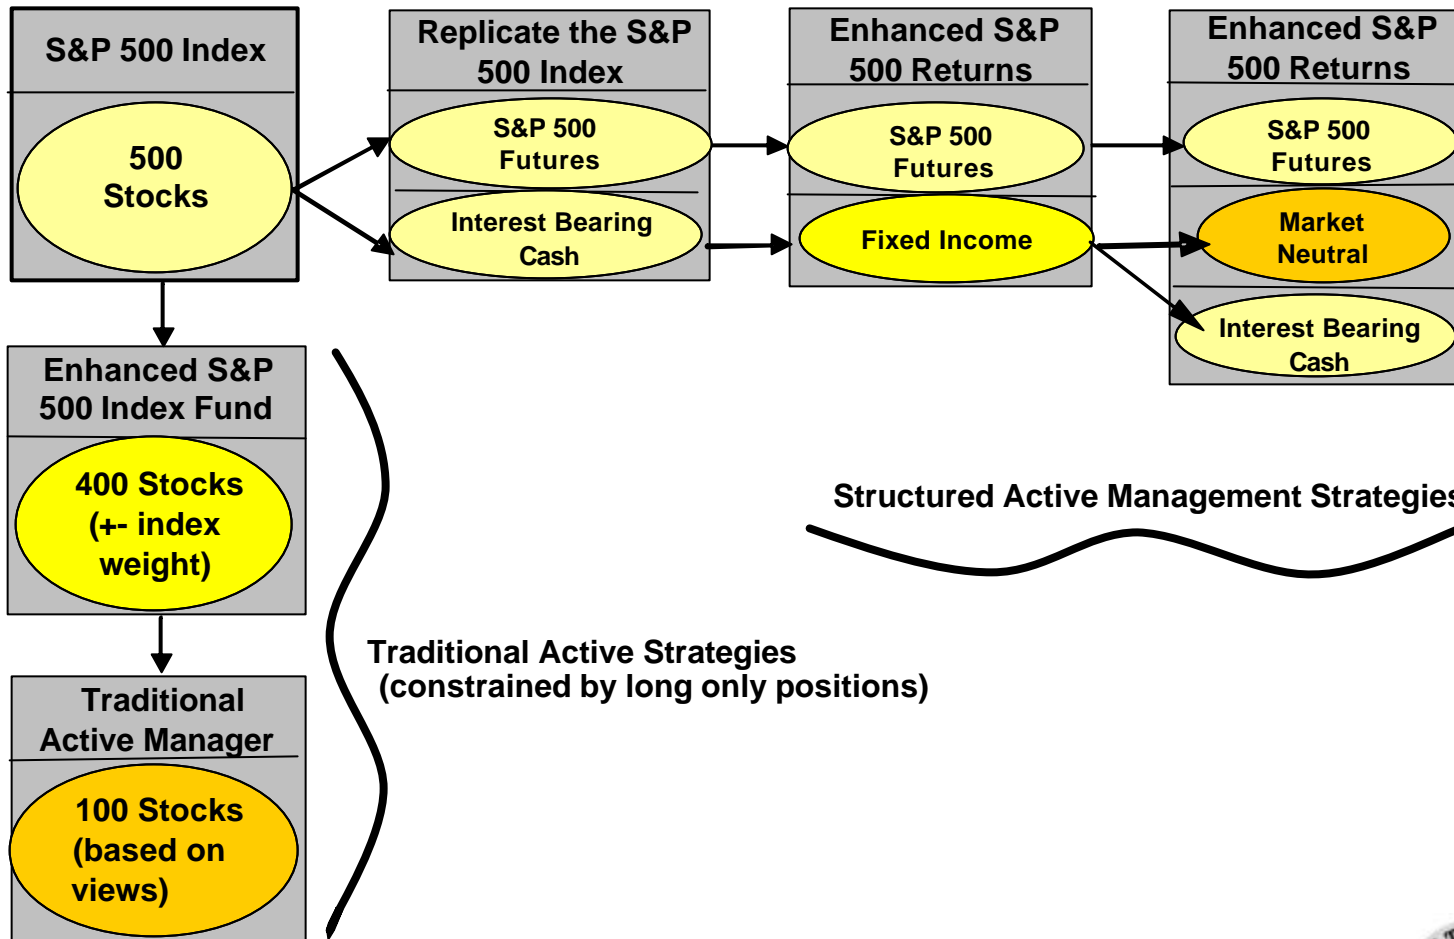 S&P 500 Index
500
Stocks
Replicate the S&P
500 Index
S&P 500
Futures
Interest Bearing
Cash
Enhanced S&P
500 Returns
S&P 500
Futures
Fixed Income
Enhanced S&P
500 Returns
S&P 500
Futures
Market
Neutral
Interest Bearing
Cash
Enhanced S&P
500 Index Fund
400 Stocks
(+- index
weight)
Structured Active Management Strategies
Traditional Active Strategies
(constrained by long only positions)
Traditional
Active Manager
100 Stocks
(based on
views)